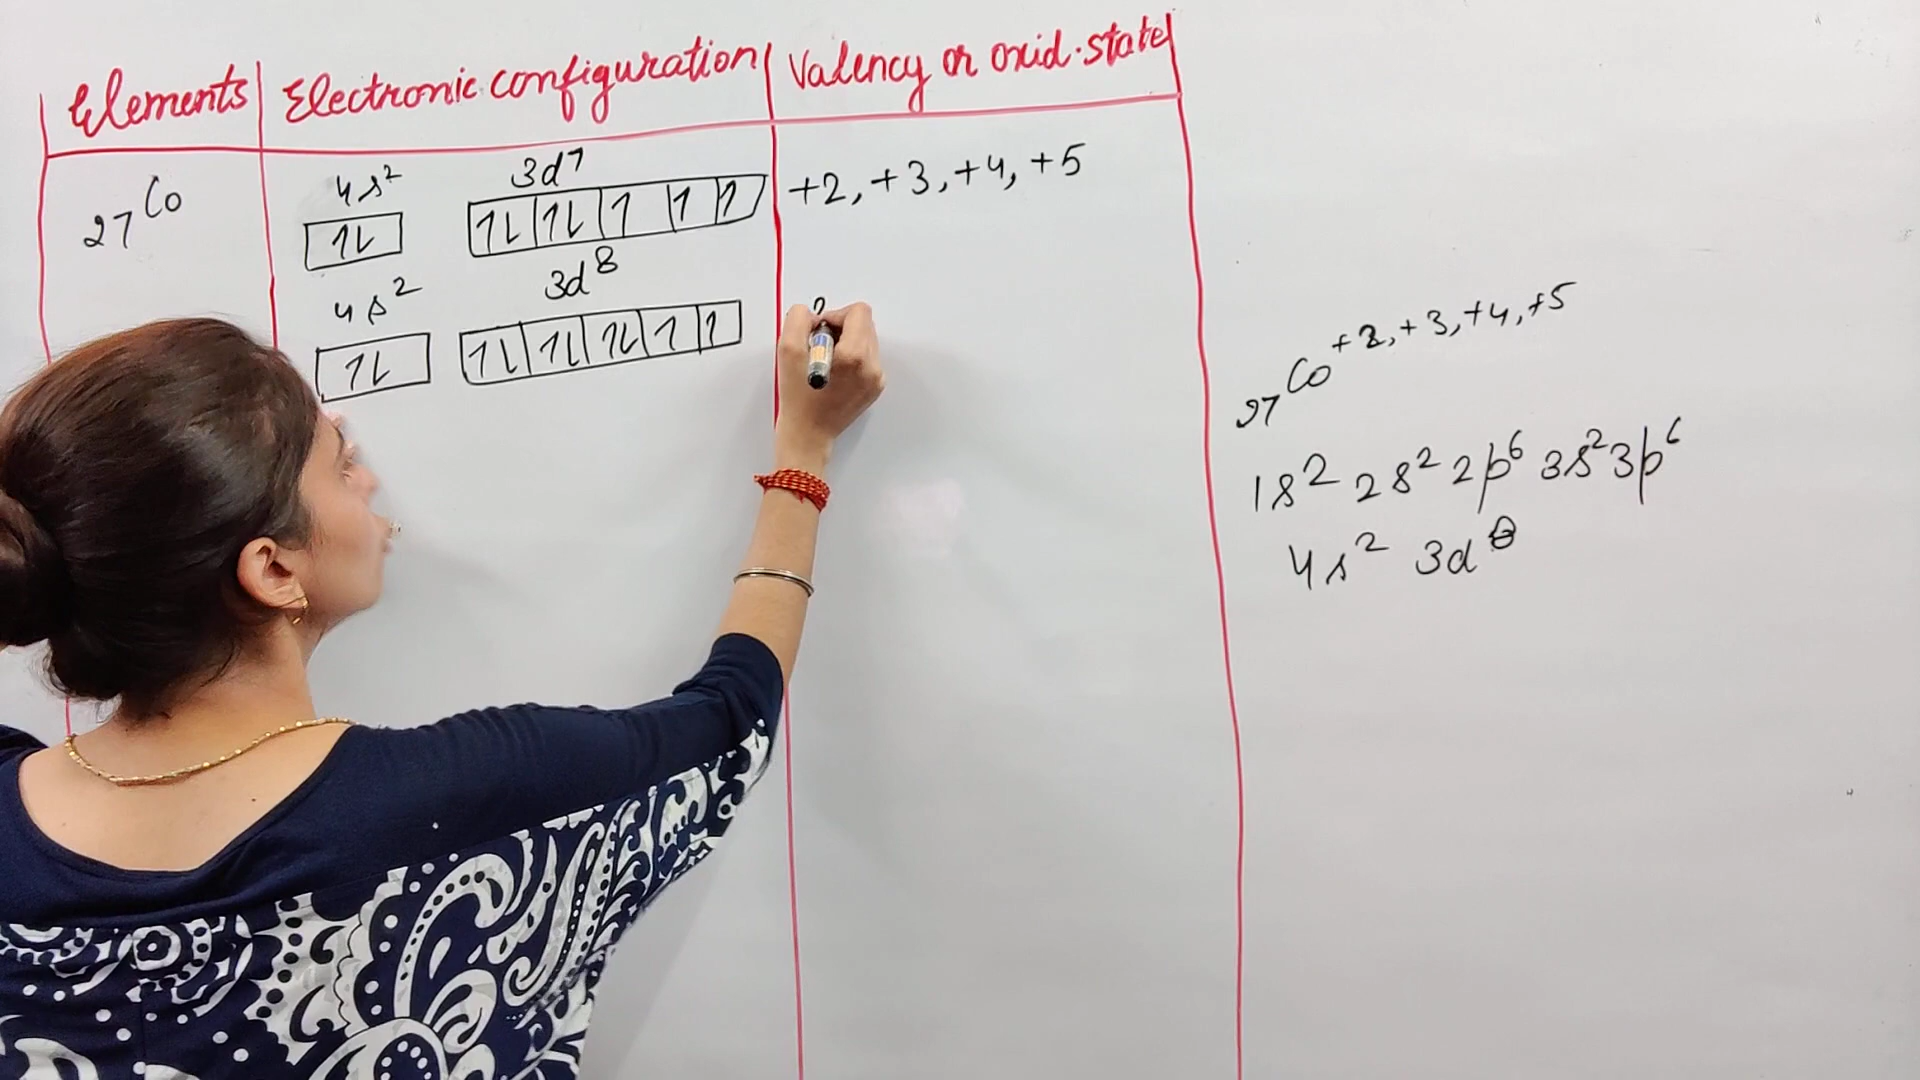 Elements Electronic configuration Valency or oxid. state
27Co 4s² 3d⁷ +2, +3, +4, +5
1L 1L 1L 1 1 1
4s² 3d⁸
1L 1L 1L 1L 1 1
27Co +2, +3, +4, +5
1s² 2s² 2p⁶ 3s² 3p⁶
4s² 3d